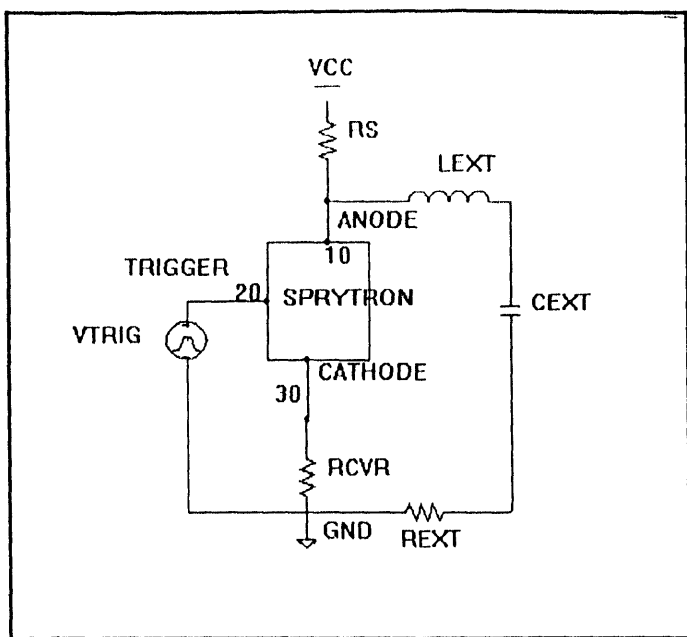 VCC
RS
LEXT
ANODE
10
TRIGGER
20
SPRYTRON
CEXT
VTRIG
CATHODE
30
RCVR
GND
REXT